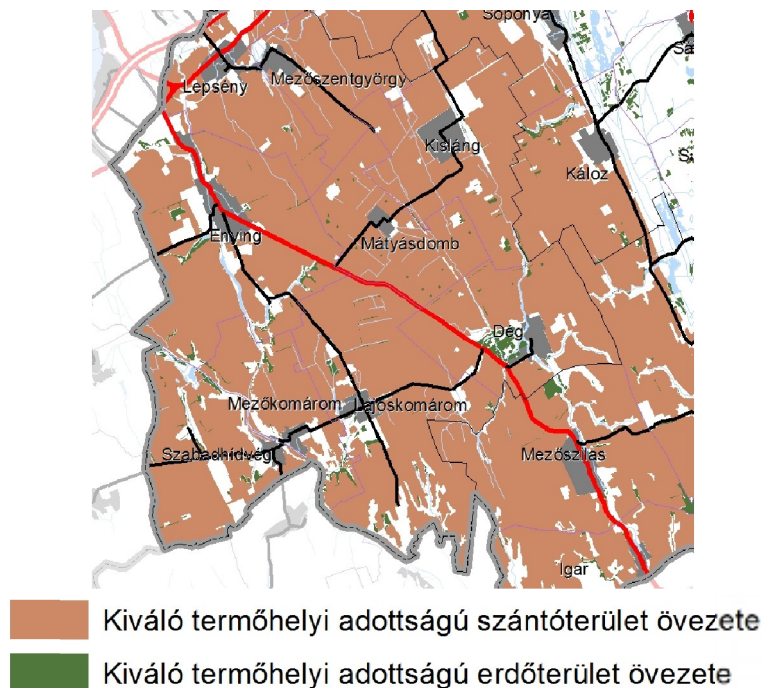 Soponya
Lepsény
Mezőszentgyörgy
Kisláng
Káloz
Enying
Mátyásdomb
Dég
Mezőkomárom
Lajoskomárom
Szabadhídvég
Mezőszilas
Igar
Kiváló termőhelyi adottságú szántóterület övezete
Kiváló termőhelyi adottságú erdőterület övezete